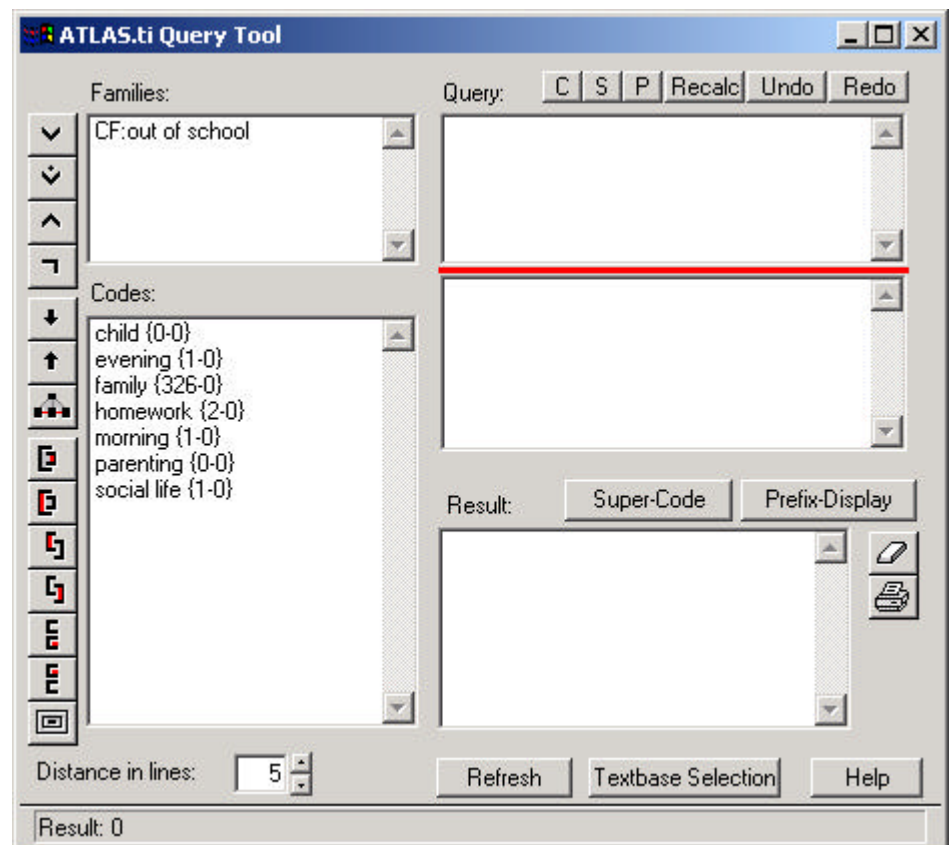 ATLAS.ti Query Tool
Families:
Query: C S P Recalc Undo Redo
CF:out of school
Codes:
child {0-0}
evening {1-0}
family {326-0}
homework {2-0}
morning {1-0}
parenting {0-0}
social life {1-0}
Result: Super-Code Prefix-Display
Distance in lines: 5
Refresh Textbase Selection Help
Result: 0